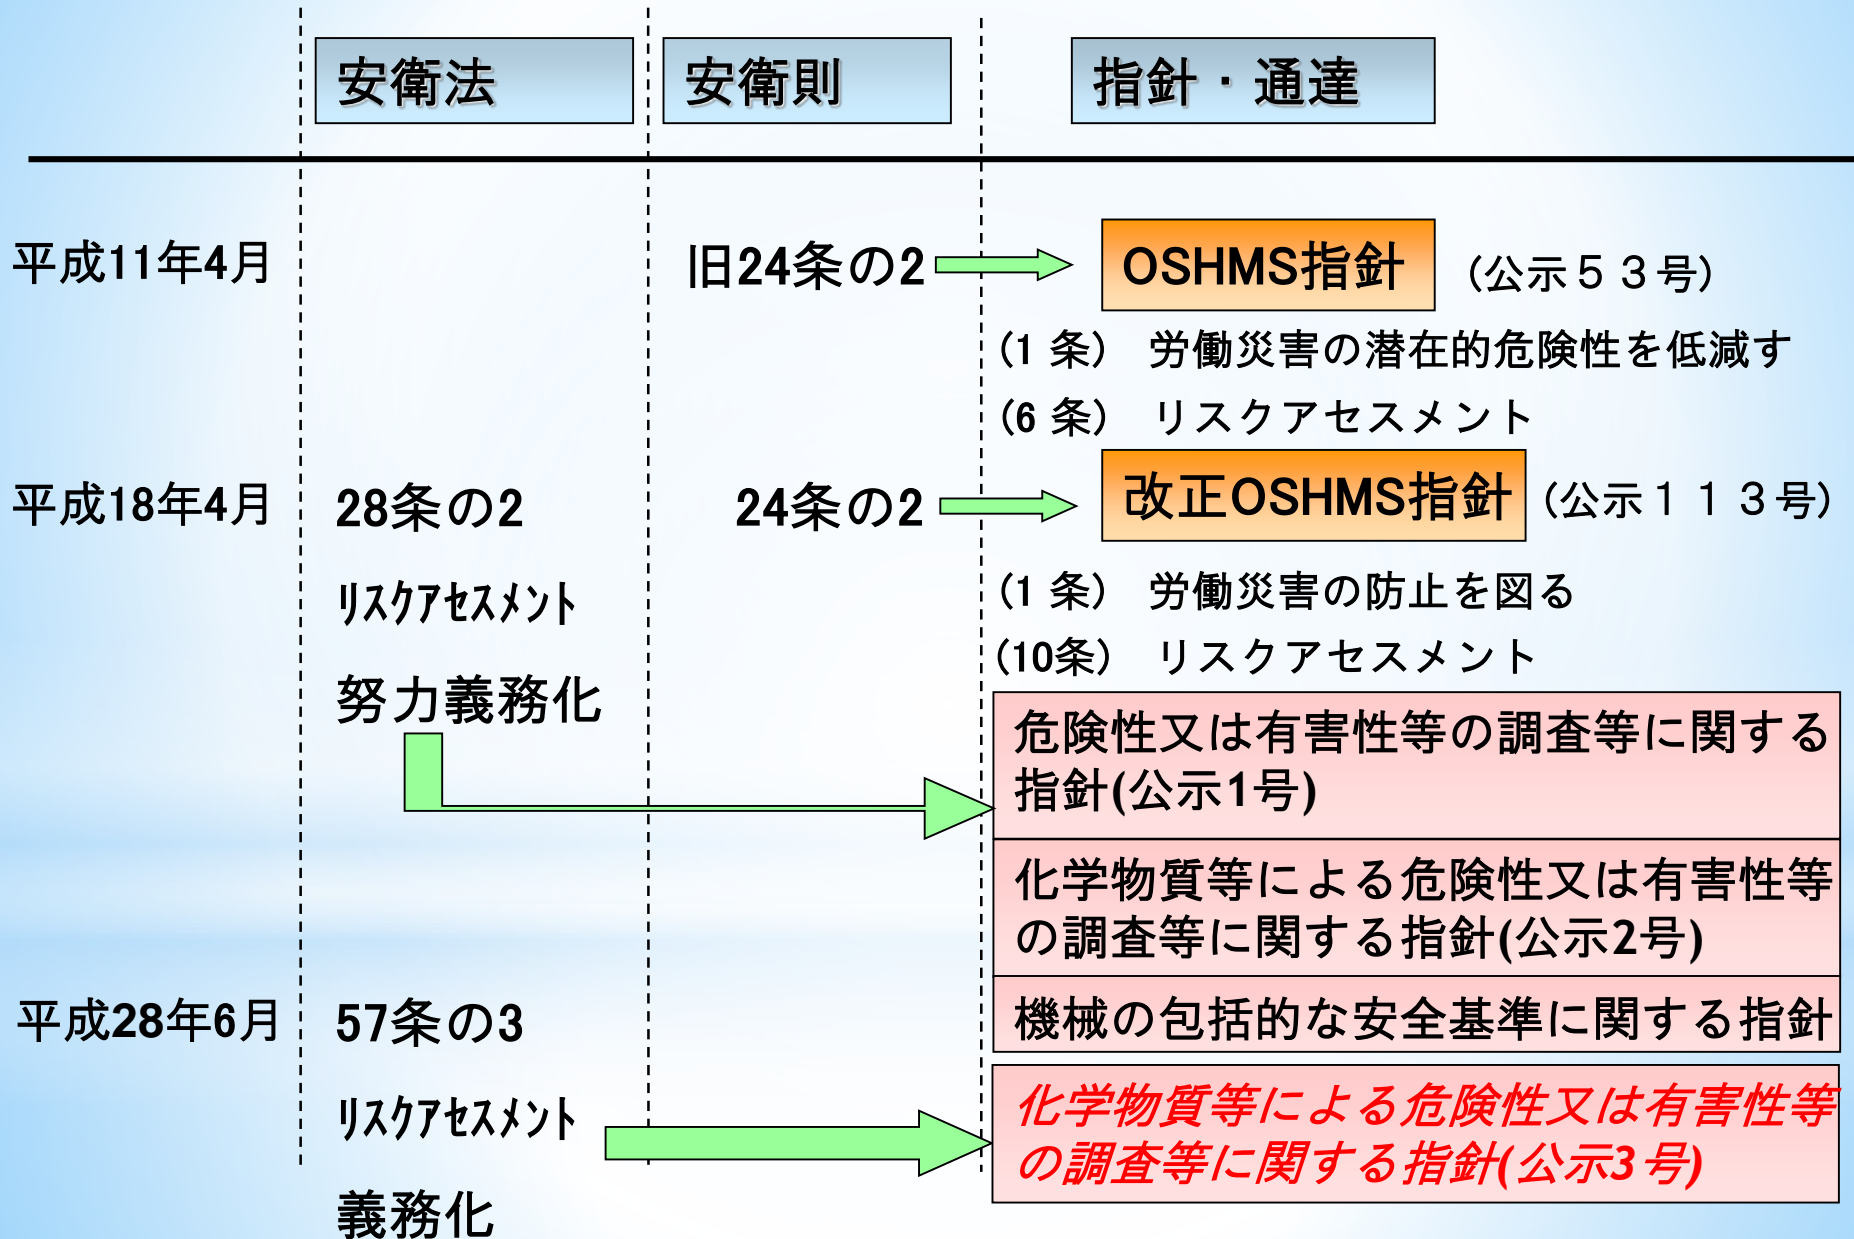 安衛法 安衛則 指針・通達
平成11年4月 旧24条の2 OSHMS指針 (公示５３号)
(1 条) 労働災害の潜在的危険性を低減す
(6 条) リスクアセスメント
平成18年4月 28条の2 24条の2 改正OSHMS指針 (公示１１３号)
ﾘｽｸｱｾｽﾒﾝﾄ (1 条) 労働災害の防止を図る
(10条) リスクアセスメント
努力義務化
危険性又は有害性等の調査等に関する
指針(公示1号)
化学物質等による危険性又は有害性等
の調査等に関する指針(公示2号)
平成28年6月 57条の3 機械の包括的な安全基準に関する指針
ﾘｽｸｱｾｽﾒﾝﾄ 化学物質等による危険性又は有害性等
の調査等に関する指針(公示3号)
義務化